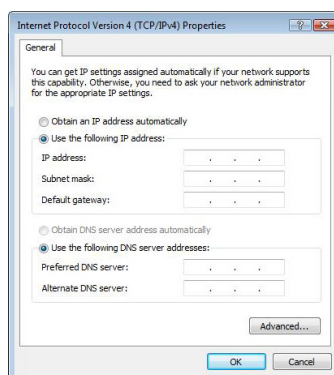 Internet Protocol Version 4 (TCP/IPv4) Properties
General
You can get IP settings assigned automatically if your network supports
this capability. Otherwise, you need to ask your network administrator
for the appropriate IP settings.
Obtain an IP address automatically
Use the following IP address:
IP address: . . .
Subnet mask: . . .
Default gateway: . . .
Obtain DNS server address automatically
Use the following DNS server addresses:
Preferred DNS server: . . .
Alternate DNS server: . . .
Advanced...
OK Cancel